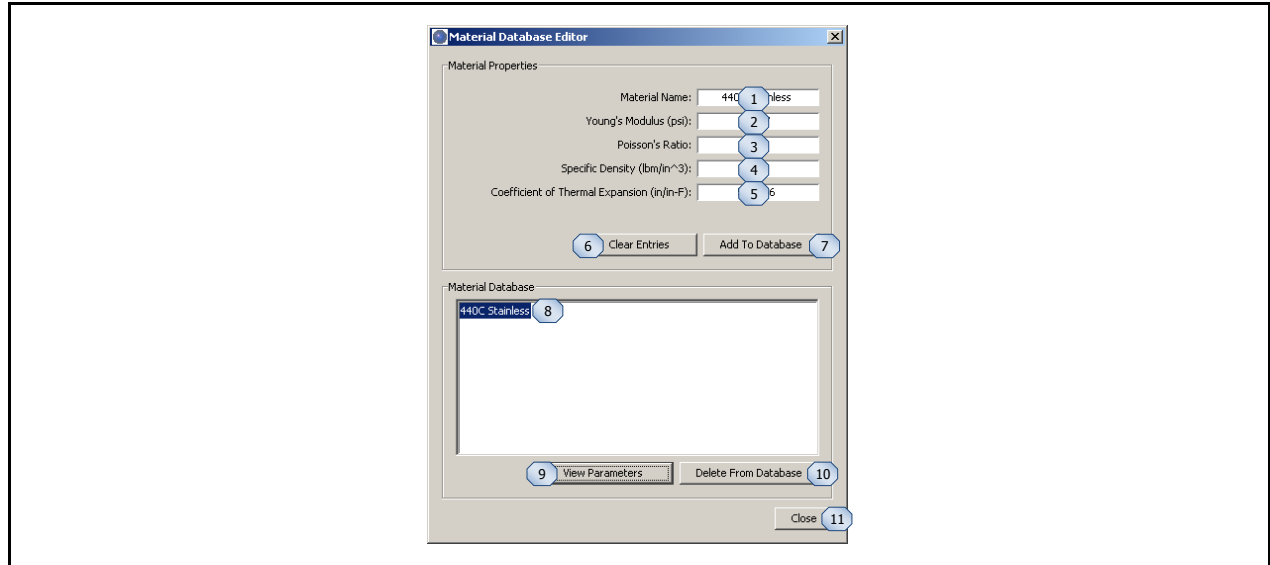 Material Database Editor
Material Properties
Material Name: 440 1 nless
Young's Modulus (psi): 2
Poisson's Ratio: 3
Specific Density (lbm/in^3): 4
Coefficient of Thermal Expansion (in/in-F): 5 6
6 Clear Entries Add To Database 7
Material Database
440C Stainless 8
9 View Parameters Delete From Database 10
Close 11